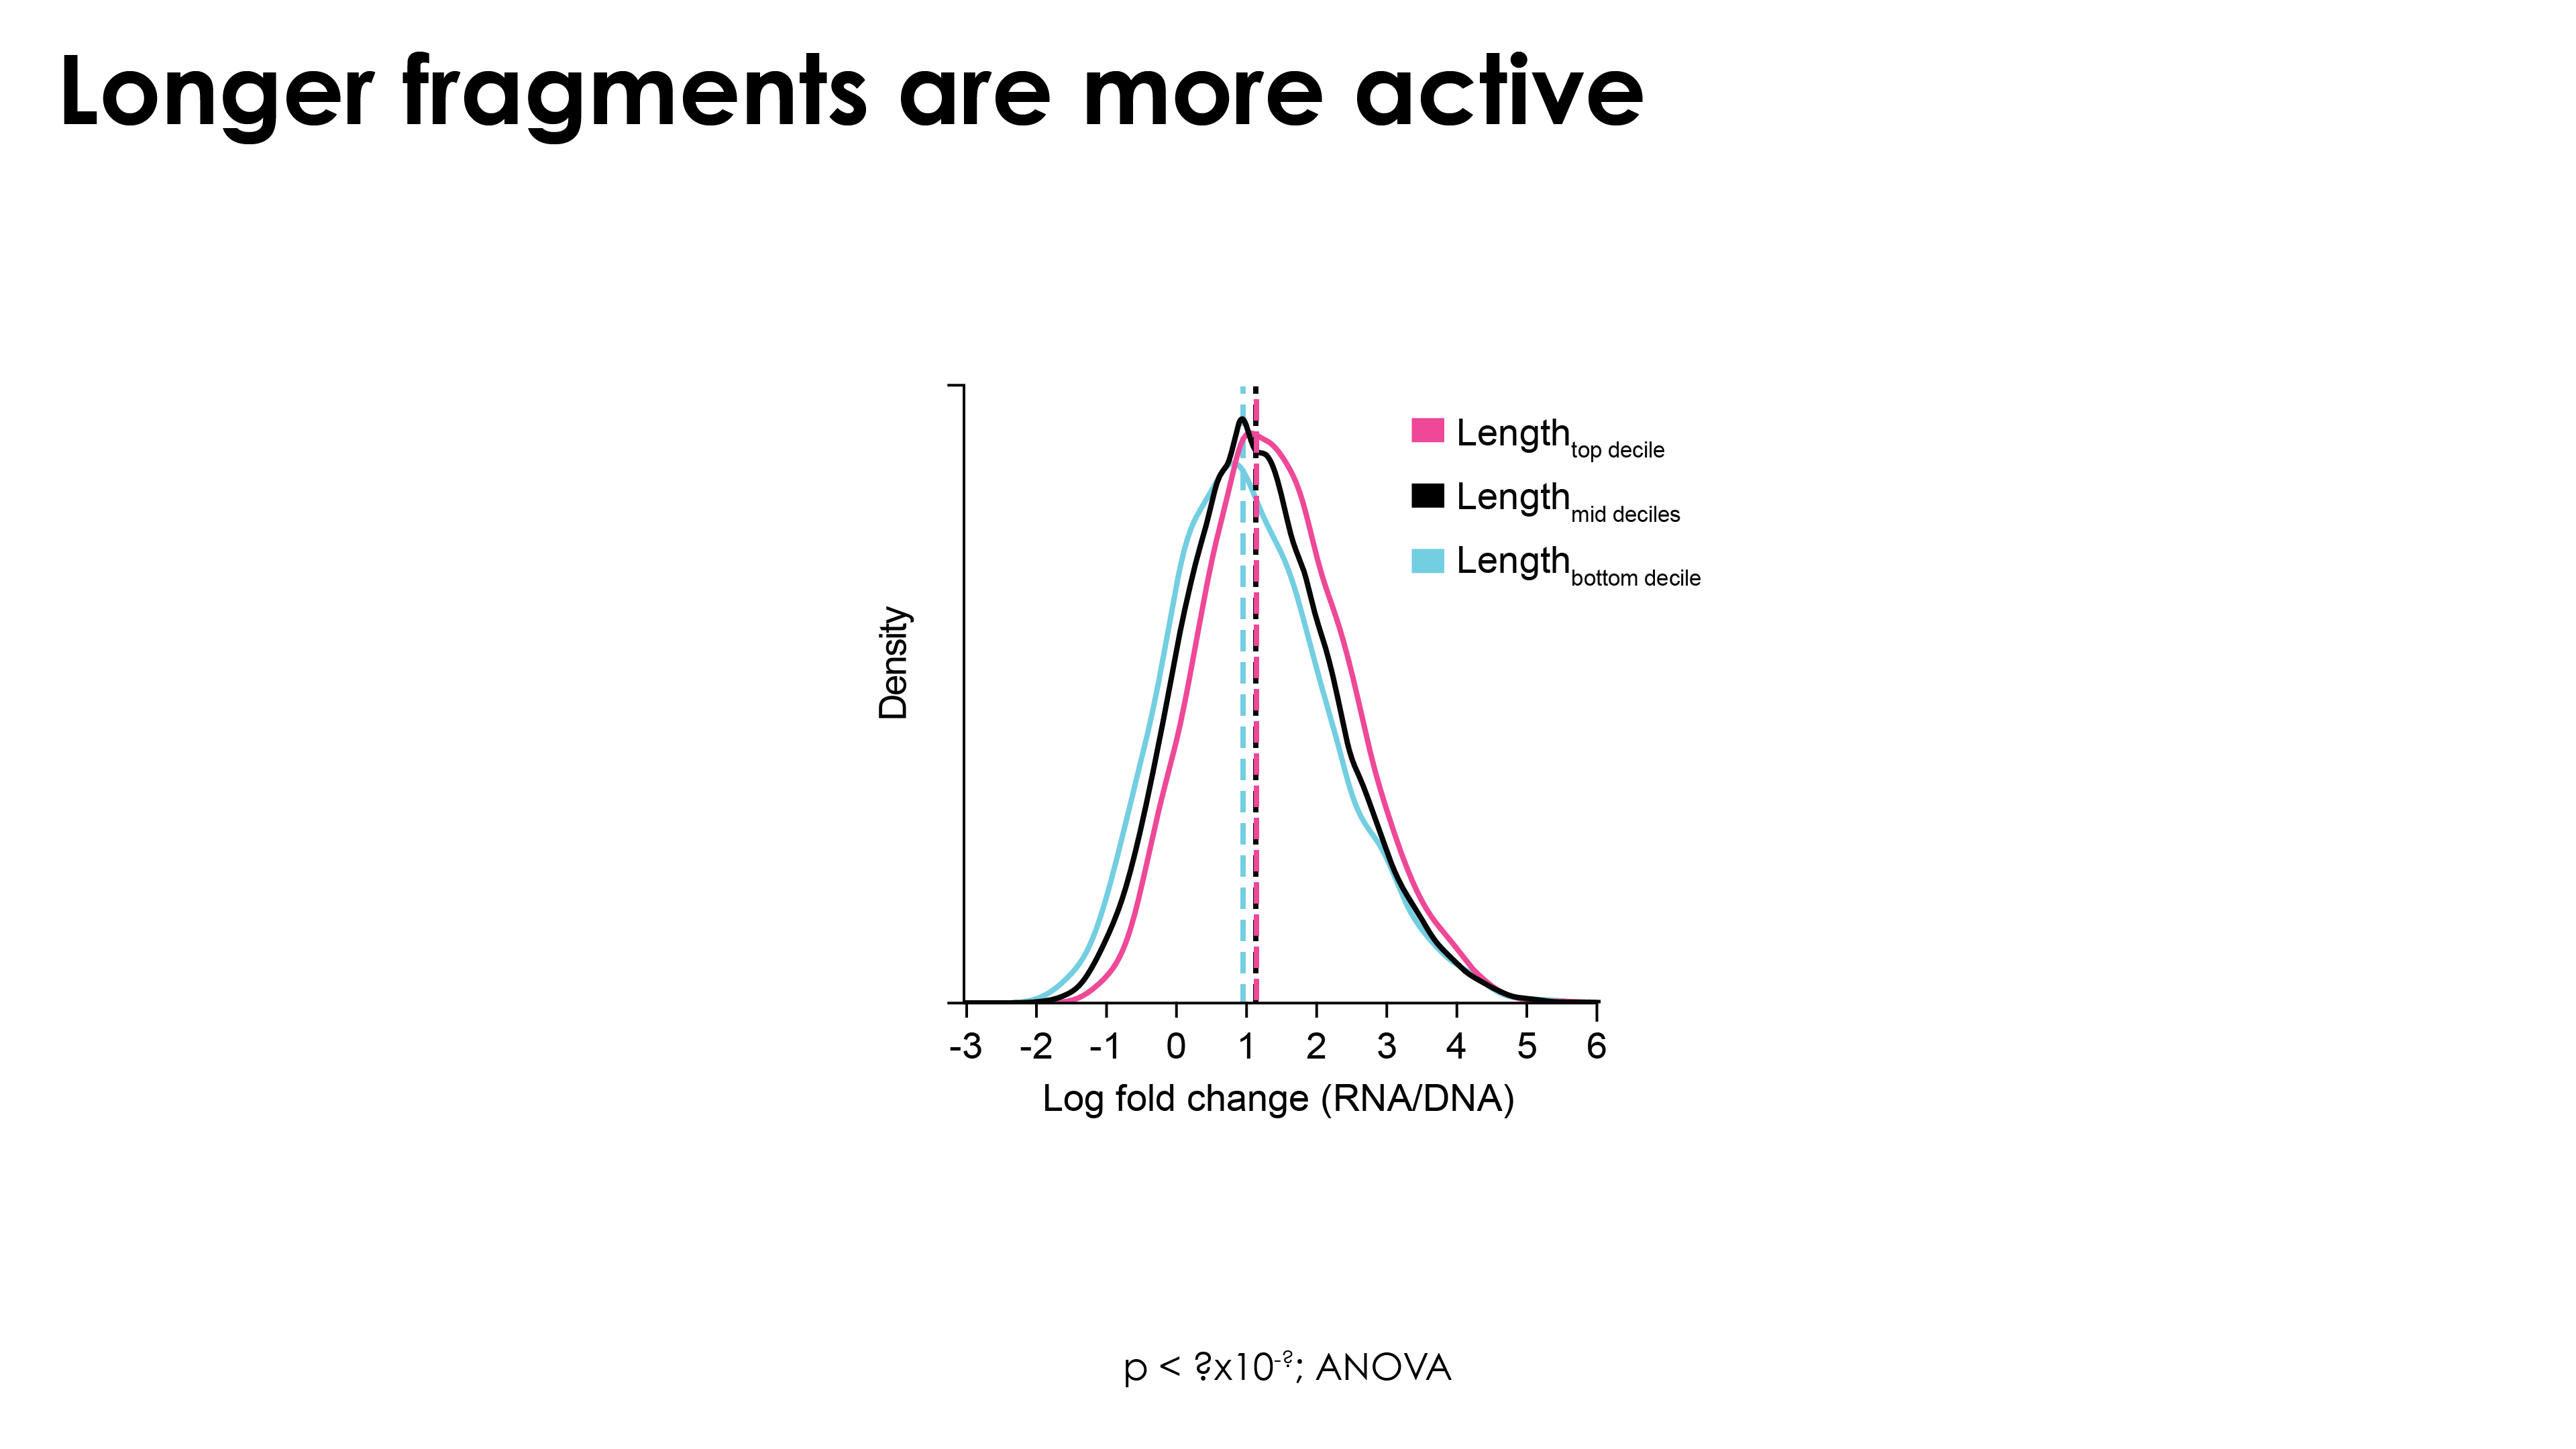 Longer fragments are more active
Length top decile
Length mid deciles
Length bottom decile
Density
-3 -2 -1 0 1 2 3 4 5 6
Log fold change (RNA/DNA)
p < ?x10-?; ANOVA